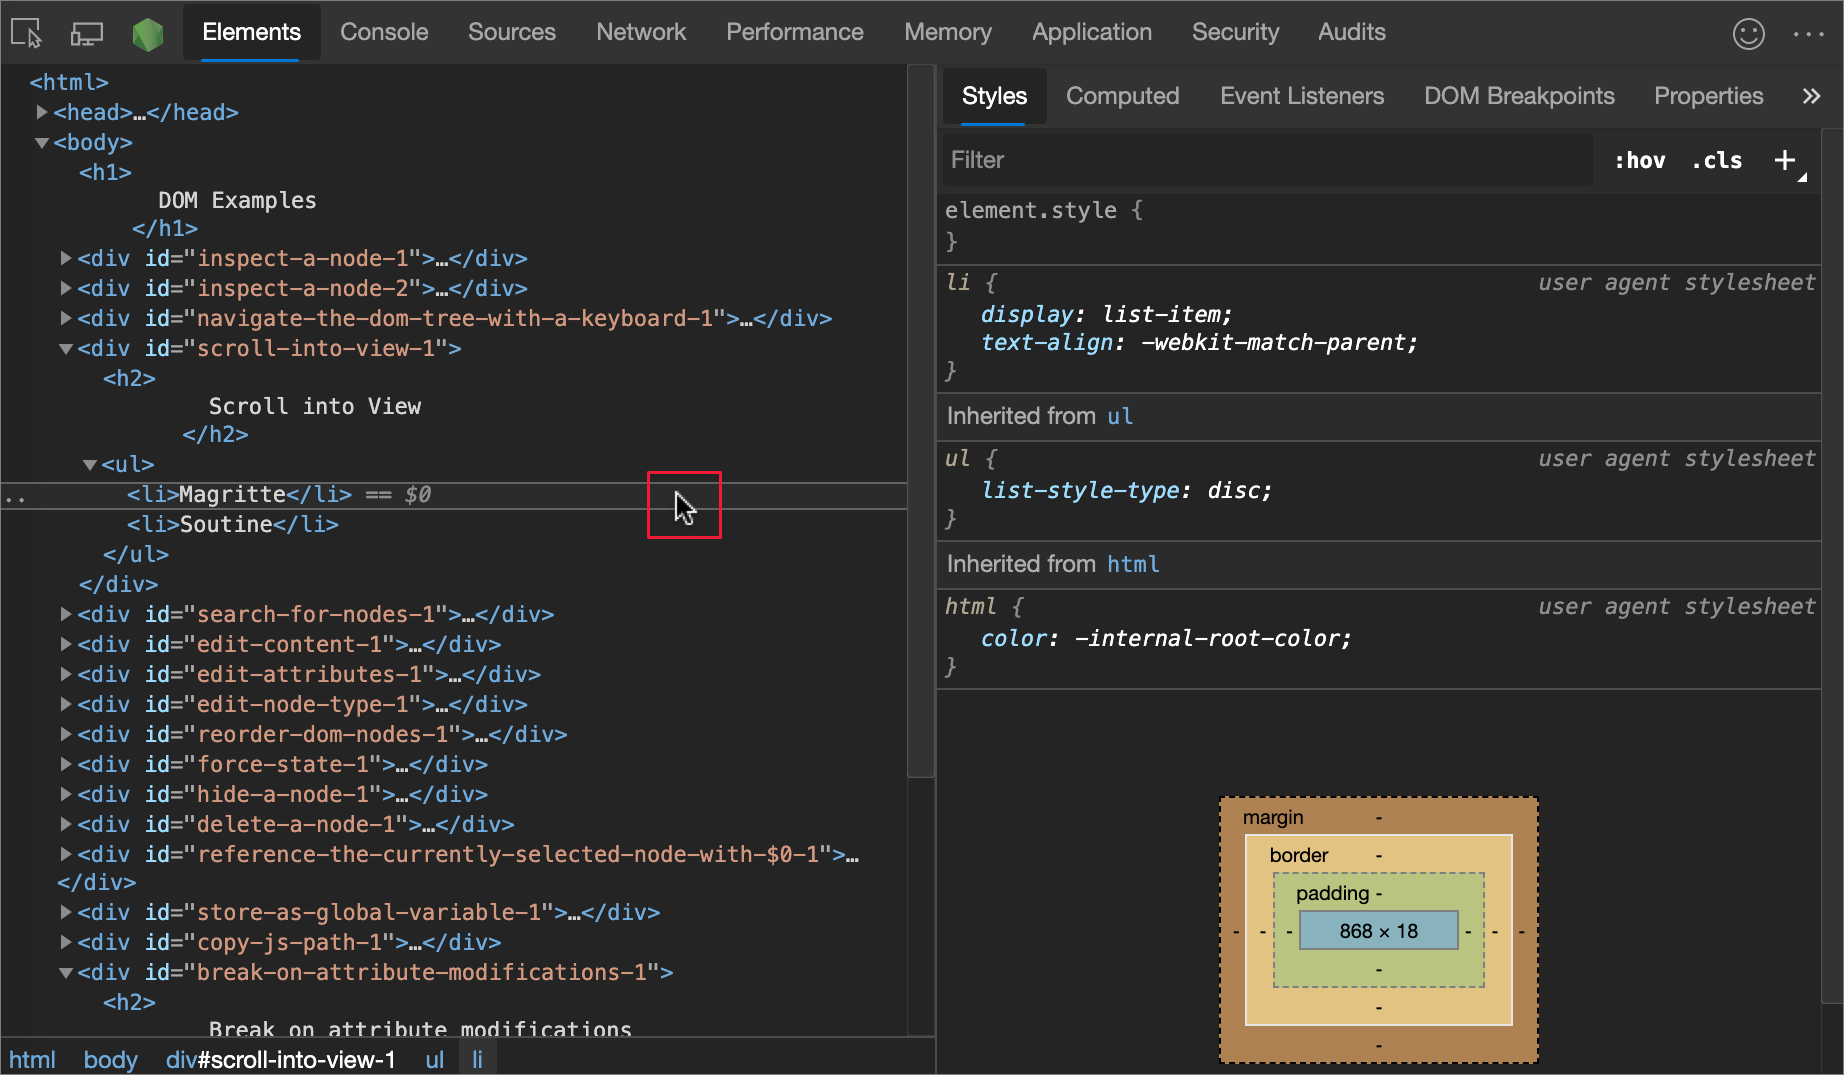 Elements Console Sources Network Performance Memory Application Security Audits
<html>
<head>…</head>
<body>
<h1>
DOM Examples
</h1>
<div id="inspect-a-node-1">…</div>
<div id="inspect-a-node-2">…</div>
<div id="navigate-the-dom-tree-with-a-keyboard-1">…</div>
<div id="scroll-into-view-1">
<h2>
Scroll into View
</h2>
<ul>
<li>Magritte</li> == $0
<li>Soutine</li>
</ul>
</div>
<div id="search-for-nodes-1">…</div>
<div id="edit-content-1">…</div>
<div id="edit-attributes-1">…</div>
<div id="edit-node-type-1">…</div>
<div id="reorder-dom-nodes-1">…</div>
<div id="force-state-1">…</div>
<div id="hide-a-node-1">…</div>
<div id="delete-a-node-1">…</div>
<div id="reference-the-currently-selected-node-with-$0-1">…
</div>
<div id="store-as-global-variable-1">…</div>
<div id="copy-js-path-1">…</div>
<div id="break-on-attribute-modifications-1">
<h2>
Break on attribute modifications
html body div#scroll-into-view-1 ul li
Styles Computed Event Listeners DOM Breakpoints Properties »
Filter :hov .cls +
element.style {
}
li { user agent stylesheet
display: list-item;
text-align: -webkit-match-parent;
}
Inherited from ul
ul { user agent stylesheet
list-style-type: disc;
}
Inherited from html
html { user agent stylesheet
color: -internal-root-color;
}
margin -
border -
padding -
- - - 868 × 18 - - -
-
-
-